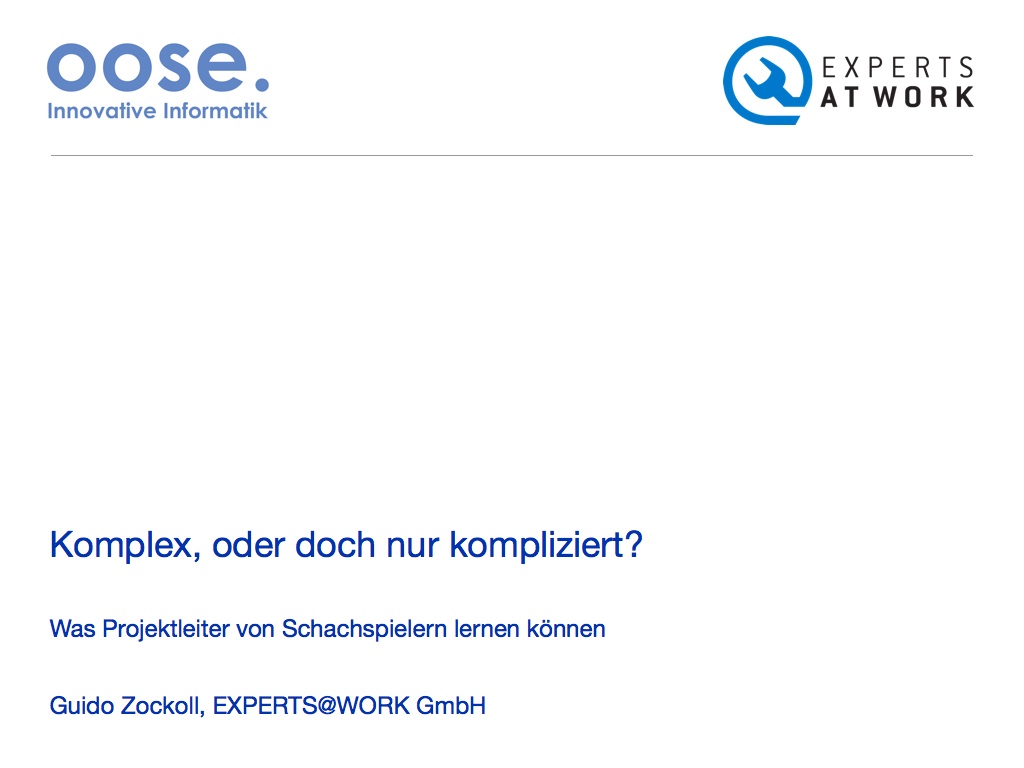 oose.
Innovative Informatik
EXPERTS
AT WORK
Komplex, oder doch nur kompliziert?
Was Projektleiter von Schachspielern lernen können
Guido Zockoll, EXPERTS@WORK GmbH